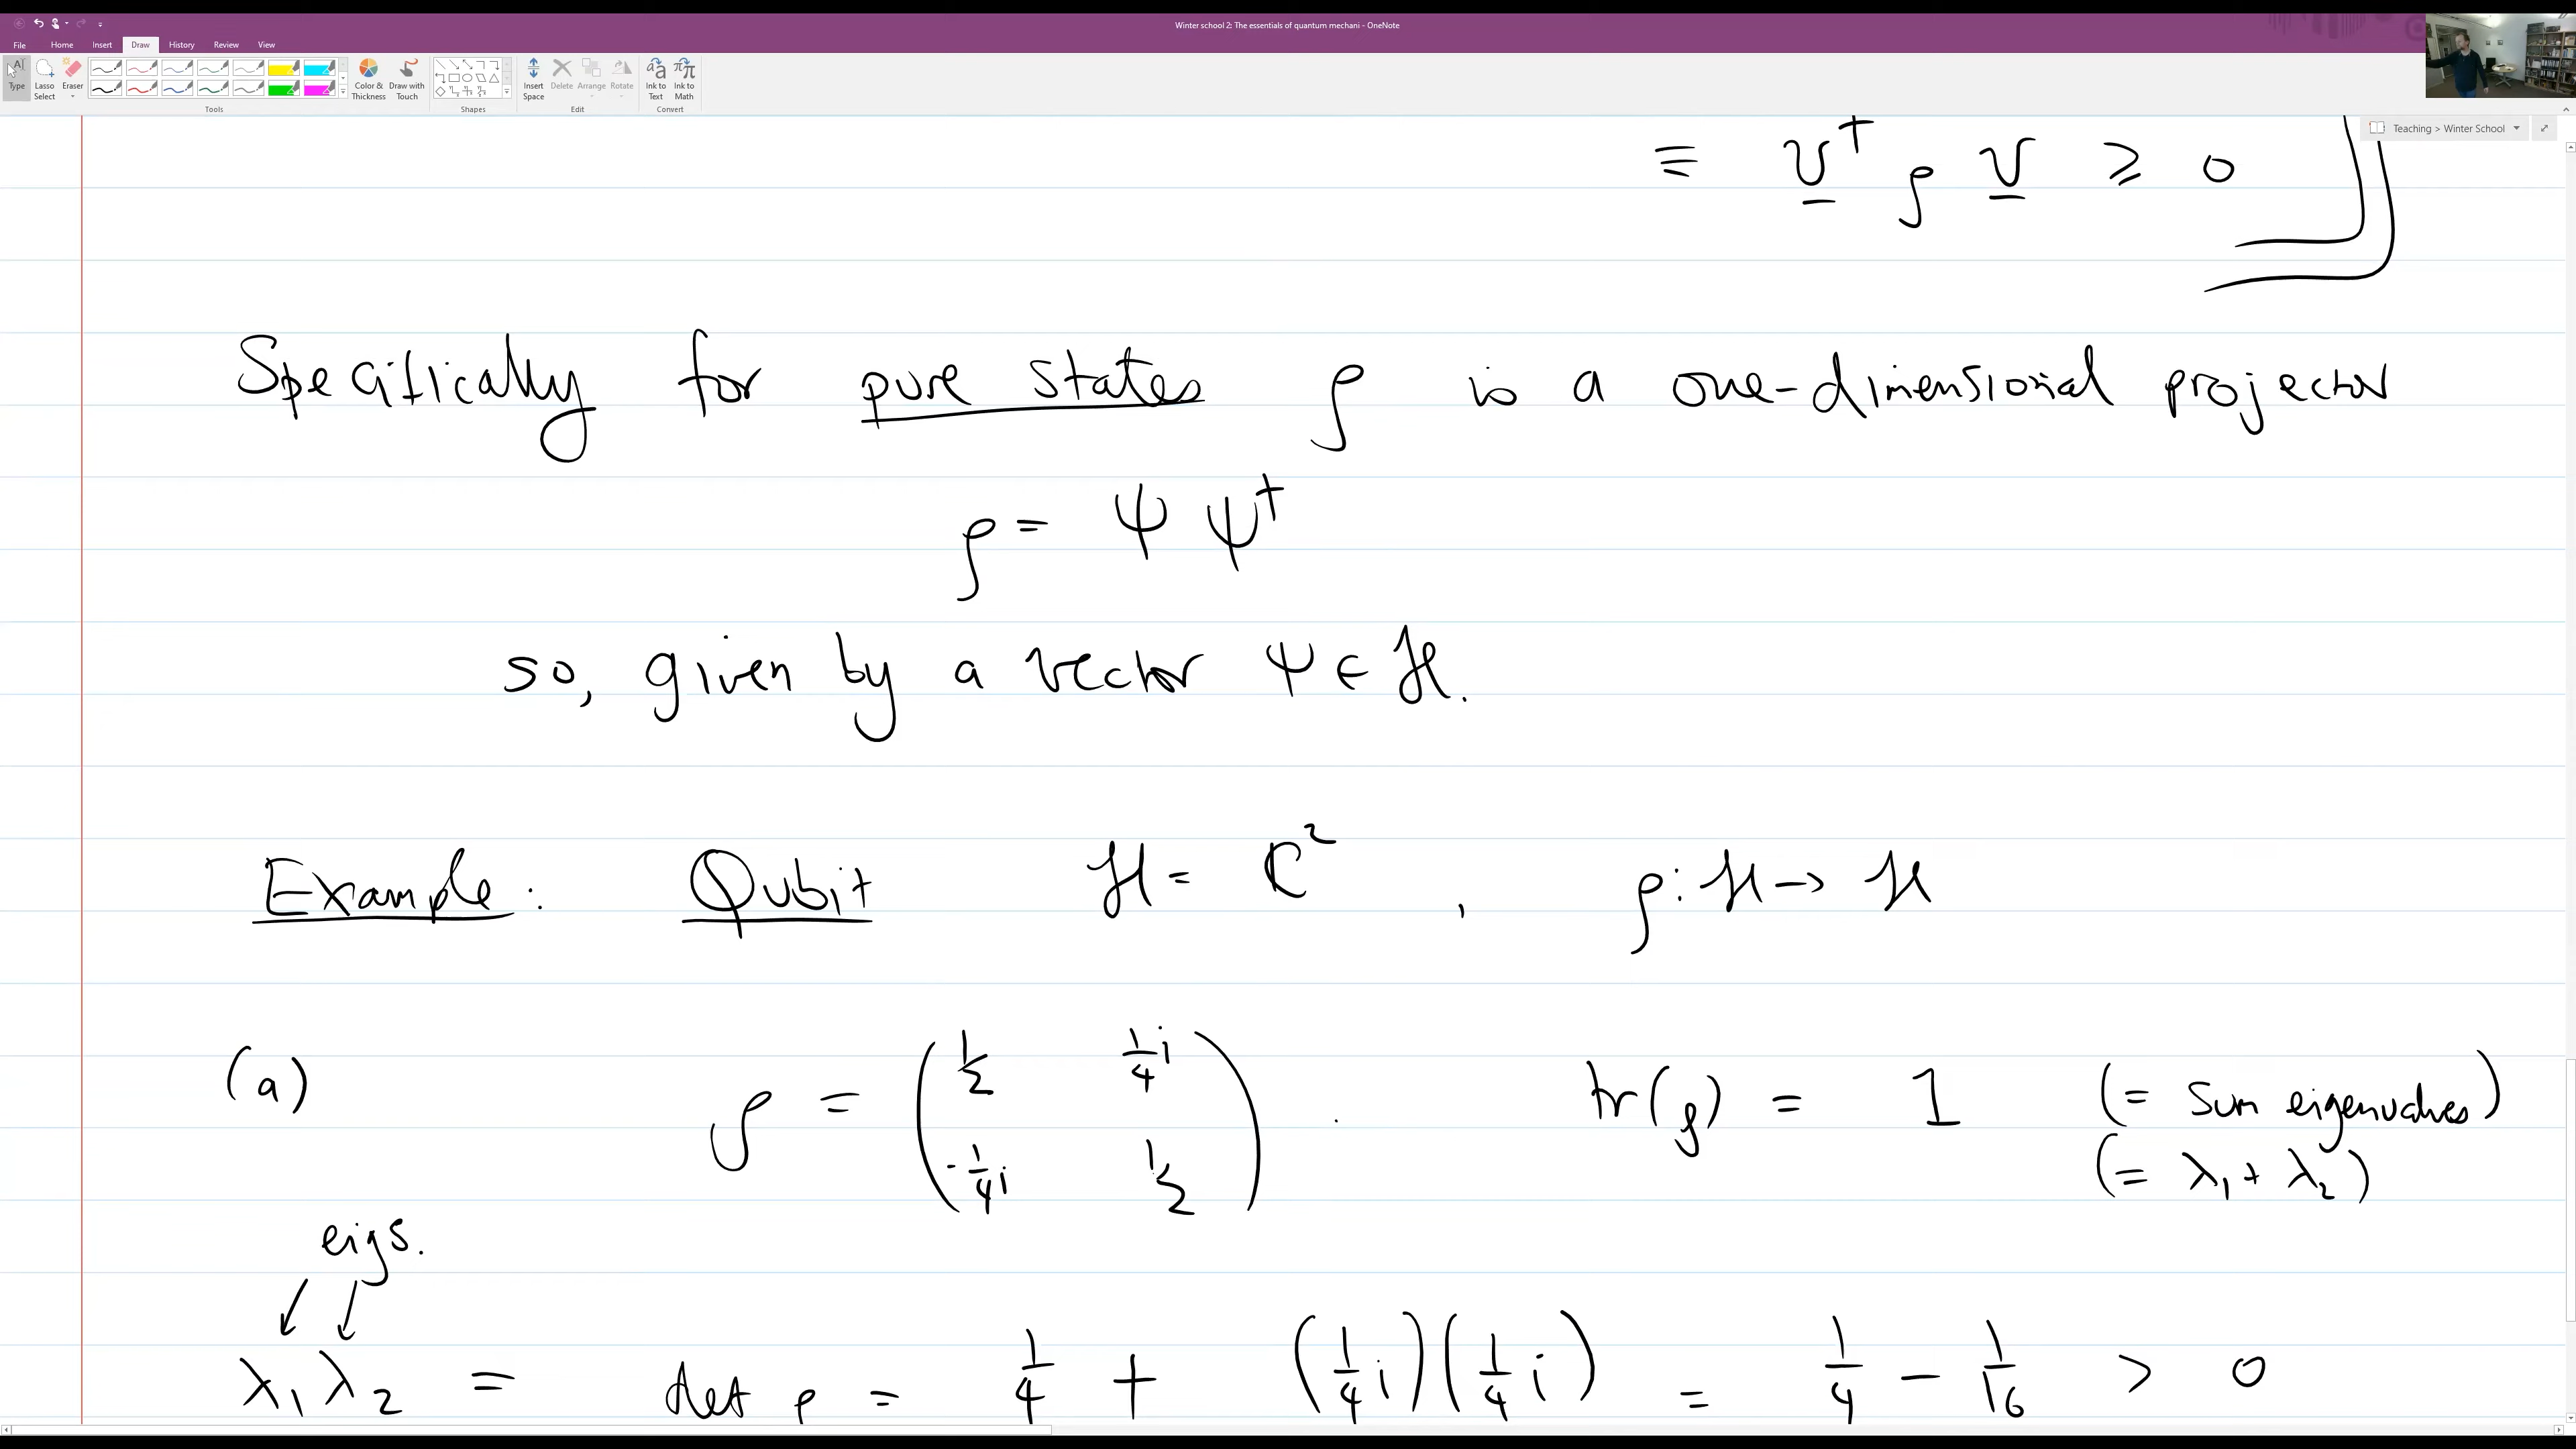 Winter school 2: The essentials of quantum mechani - OneNote
File Home Insert Draw History Review View
Type Lasso Select Eraser Color & Thickness Draw with Touch Insert Space Delete Arrange Rotate Ink to Text Ink to Math
Tools Shapes Edit Convert
Teaching > Winter School
≡ v† ρ v ⩾ 0
Specifically for pure states ρ is a one-dimensional projector
ρ = ψ ψ†
so, given by a vector ψ ∈ ℋ.
Example: Qubit ℋ = ℂ² , ρ: ℋ → ℋ
(a) ρ = ( 1/2 1/4 i ; -1/4 i 1/2 ) . tr(ρ) = 1 (= sum eigenvalues)
(= λ₁ + λ₂)
eigs.
λ₁ λ₂ = det ρ = 1/4 + (1/4 i)(1/4 i) = 1/4 − 1/16 > 0